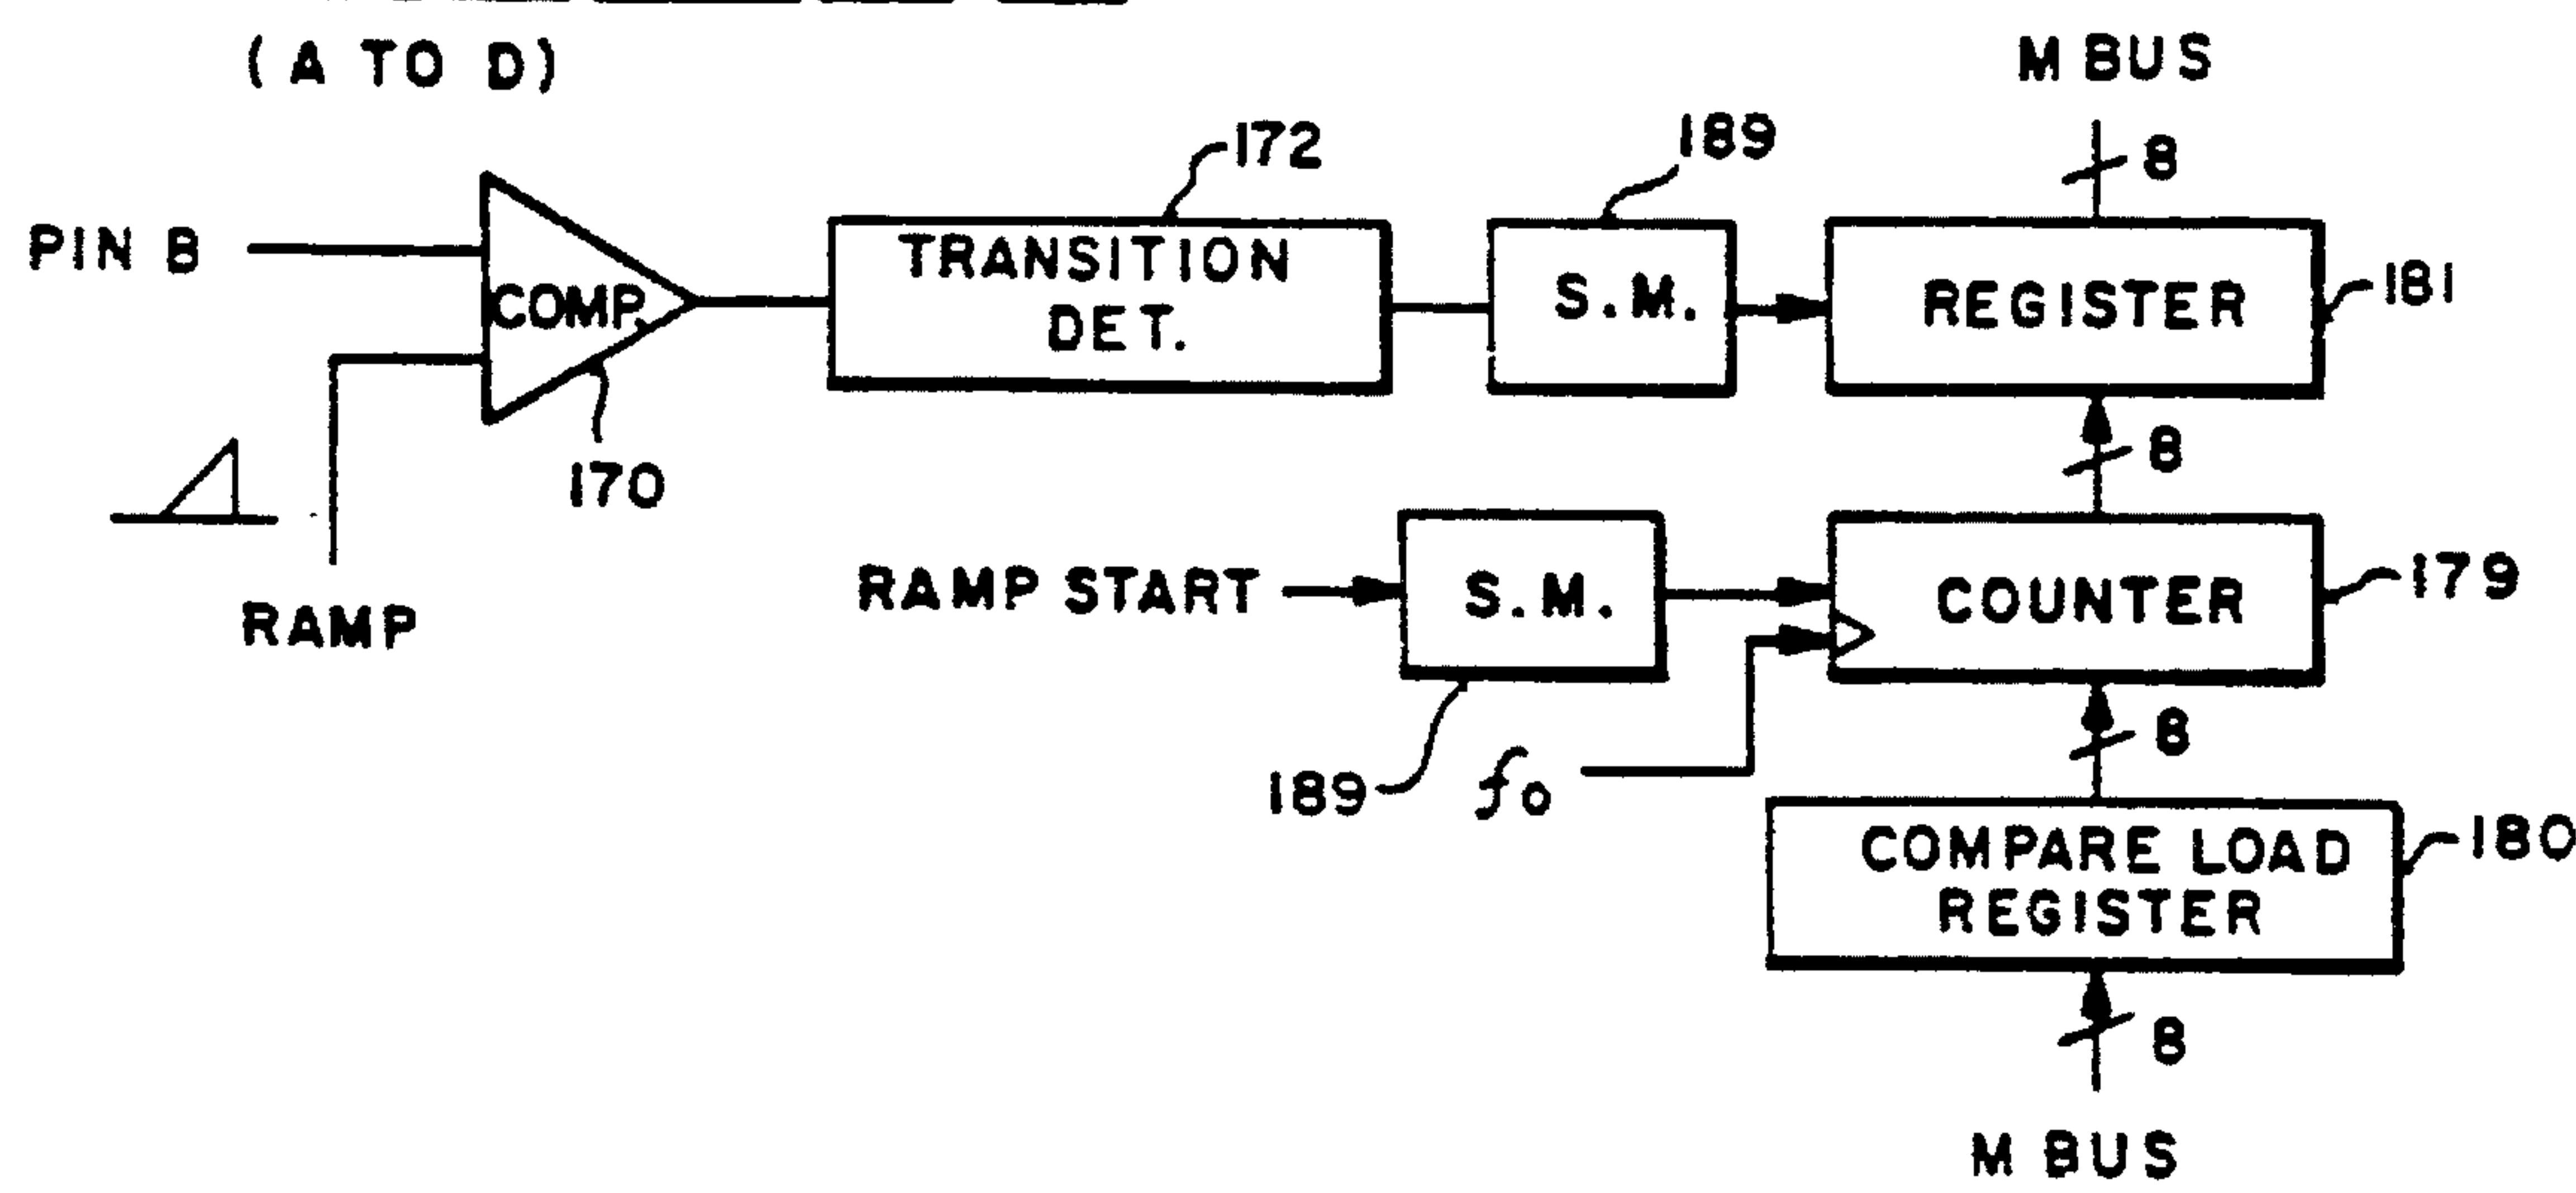 (A TO D)
M BUS
8
172
189
PIN B
COMP.
TRANSITION
DET.
S.M.
REGISTER
181
170
8
RAMP
RAMP START
S.M.
COUNTER
179
189
fo
8
COMPARE LOAD
REGISTER
180
8
M BUS